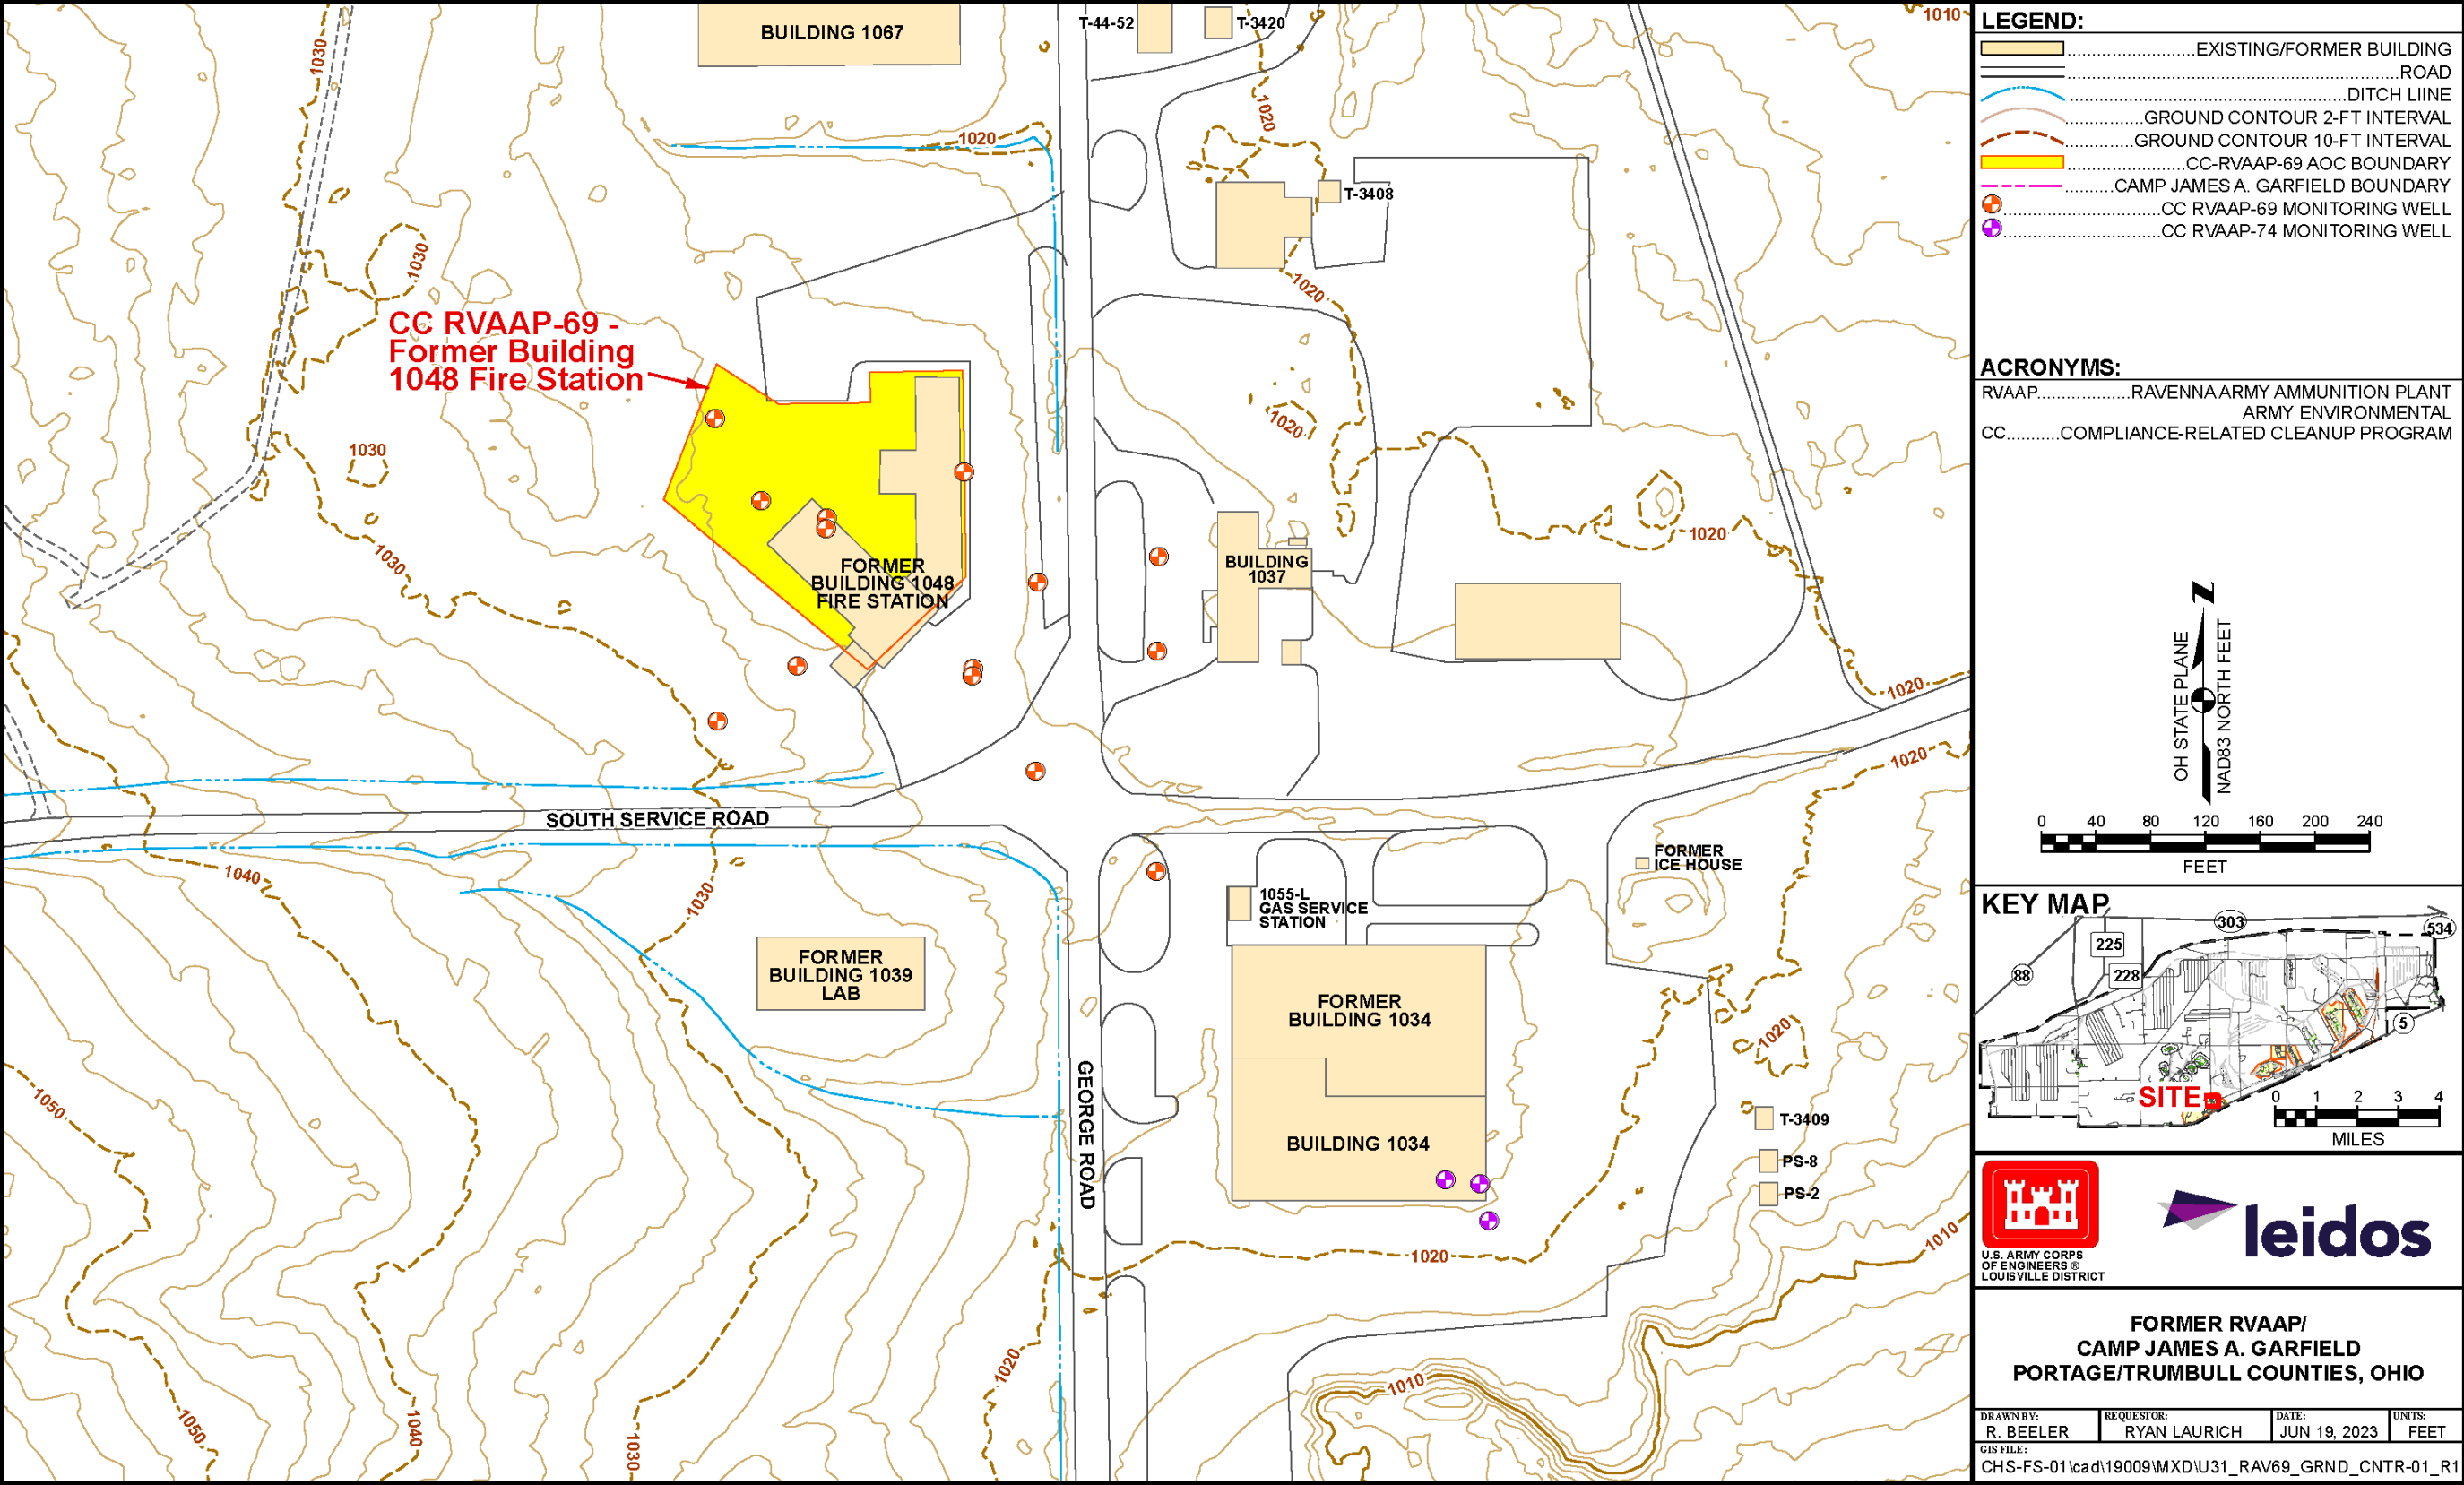 BUILDING 1067
T-44-52
T-3420
1030
1010
1020
1020
T-3408
1030
1020
CC RVAAP-69 -
Former Building
1048 Fire Station
1020
1030
1030
1020
FORMER
BUILDING 1048
FIRE STATION
BUILDING
1037
1020
1020
SOUTH SERVICE ROAD
1040
1030
FORMER
ICE HOUSE
1055-L
GAS SERVICE
STATION
FORMER
BUILDING 1039
LAB
FORMER
BUILDING 1034
1020
1050
GEORGE ROAD
T-3409
BUILDING 1034
PS-8
PS-2
1020
1010
1020
1010
1050
1040
1030
LEGEND:
EXISTING/FORMER BUILDING
ROAD
DITCH LIINE
GROUND CONTOUR 2-FT INTERVAL
GROUND CONTOUR 10-FT INTERVAL
CC-RVAAP-69 AOC BOUNDARY
CAMP JAMES A. GARFIELD BOUNDARY
CC RVAAP-69 MONITORING WELL
CC RVAAP-74 MONITORING WELL
ACRONYMS:
RVAAP..................RAVENNA ARMY AMMUNITION PLANT
ARMY ENVIRONMENTAL
CC..........COMPLIANCE-RELATED CLEANUP PROGRAM
Z
OH STATE PLANE
NAD83 NORTH FEET
0 40 80 120 160 200 240
FEET
KEY MAP
303
534
225
88
228
5
SITE
0 1 2 3 4
MILES
U.S. ARMY CORPS
OF ENGINEERS ®
LOUISVILLE DISTRICT
leidos
FORMER RVAAP/
CAMP JAMES A. GARFIELD
PORTAGE/TRUMBULL COUNTIES, OHIO
DRAWN BY:
R. BEELER
REQUESTOR:
RYAN LAURICH
DATE:
JUN 19, 2023
UNITS:
FEET
GIS FILE:
CHS-FS-01\cad\19009\MXD\U31_RAV69_GRND_CNTR-01_R1